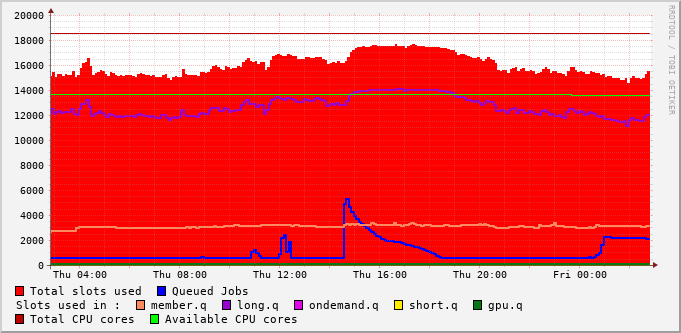 20000
18000
16000
14000
12000
10000
8000
6000
4000
2000
0
Thu 04:00 Thu 08:00 Thu 12:00 Thu 16:00 Thu 20:00 Fri 00:00
RRDTOOL / TOBI OETIKER
Total slots used Queued Jobs
Slots used in : member.q long.q ondemand.q short.q gpu.q
Total CPU cores Available CPU cores